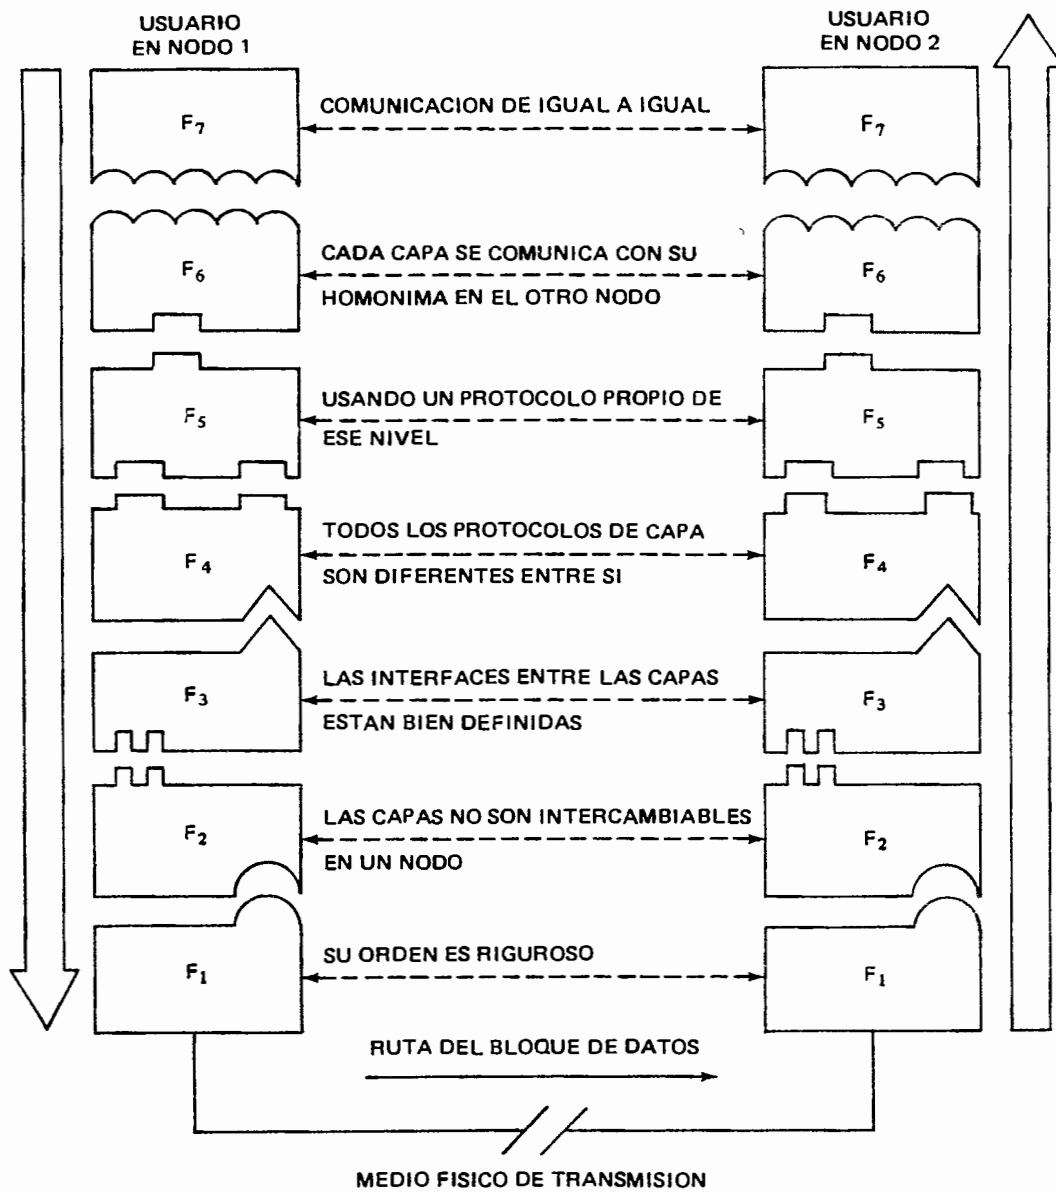 USUARIO
EN NODO 1
USUARIO
EN NODO 2
F7
COMUNICACION DE IGUAL A IGUAL
F7
F6
CADA CAPA SE COMUNICA CON SU
HOMONIMA EN EL OTRO NODO
F6
F5
USANDO UN PROTOCOLO PROPIO DE
ESE NIVEL
F5
F4
TODOS LOS PROTOCOLOS DE CAPA
SON DIFERENTES ENTRE SI
F4
F3
LAS INTERFACES ENTRE LAS CAPAS
ESTAN BIEN DEFINIDAS
F3
F2
LAS CAPAS NO SON INTERCAMBIABLES
EN UN NODO
F2
F1
SU ORDEN ES RIGUROSO
F1
RUTA DEL BLOQUE DE DATOS
MEDIO FISICO DE TRANSMISION